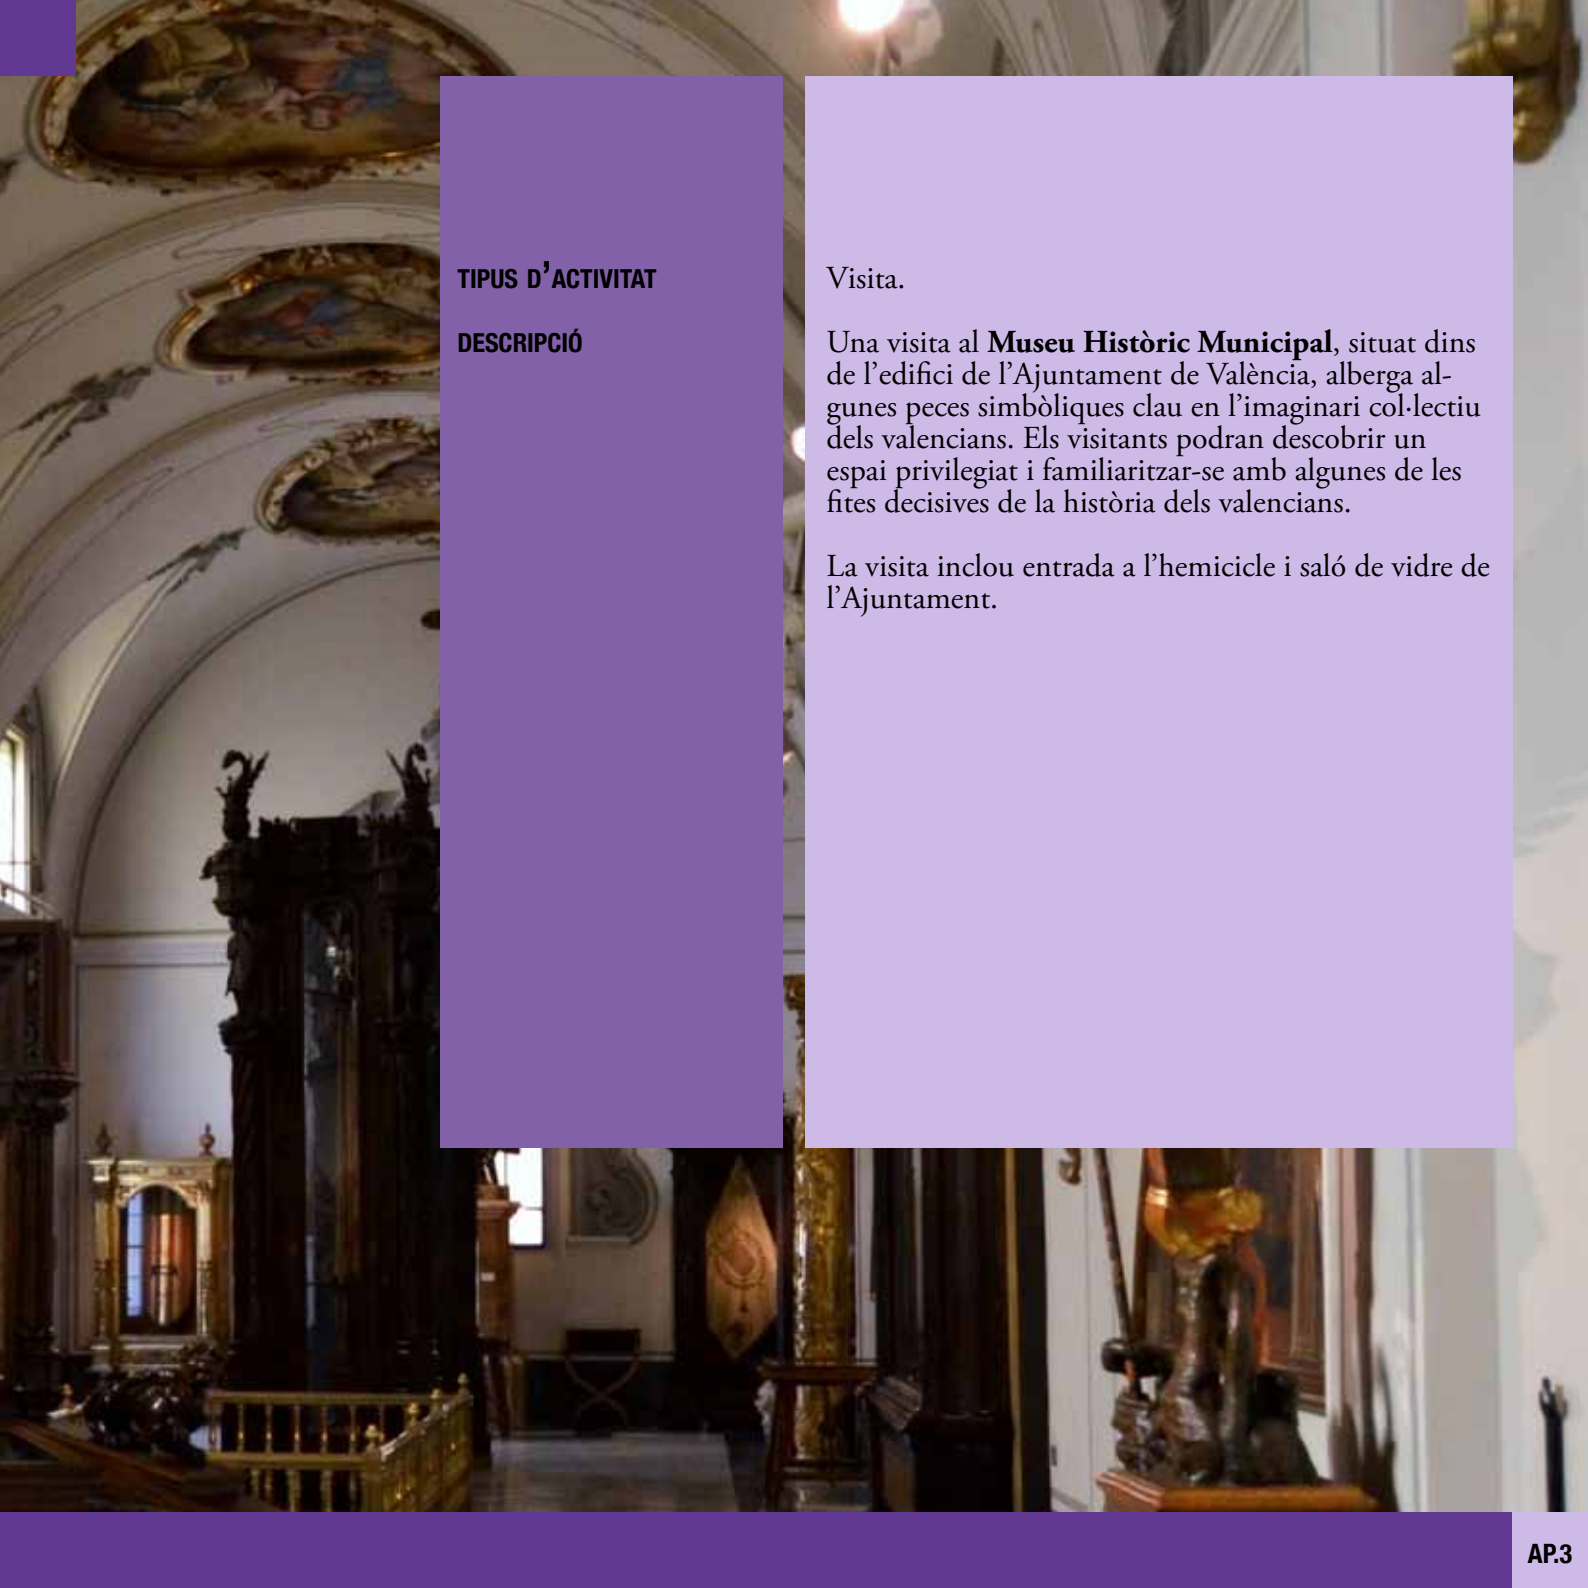 TIPUS D'ACTIVITAT
Visita.
DESCRIPCIÓ
Una visita al Museu Històric Municipal, situat dins
de l'edifici de l'Ajuntament de València, alberga al-
gunes peces simbòliques clau en l'imaginari col·lectiu
dels valencians. Els visitants podran descobrir un
espai privilegiat i familiaritzar-se amb algunes de les
fites decisives de la història dels valencians.
La visita inclou entrada a l'hemicicle i saló de vidre de
l'Ajuntament.
AP.3